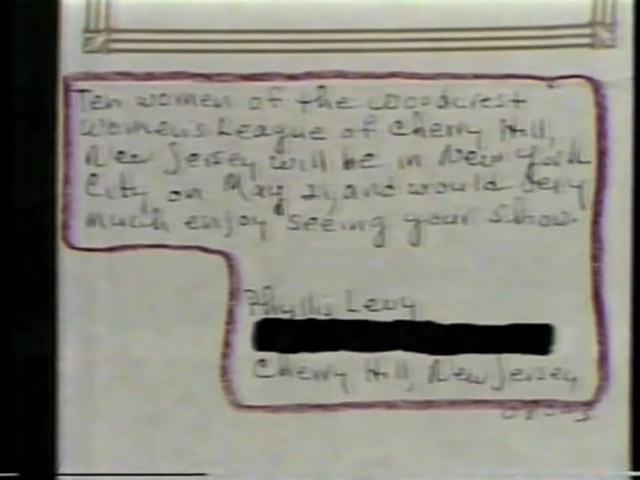 Ten women of the woodcrest
women's League of Cherry Hill,
New Jersey will be in New York
City on May 21, and would very
much enjoy seeing your show
Phyllis Levy
Cherry Hill, New Jersey